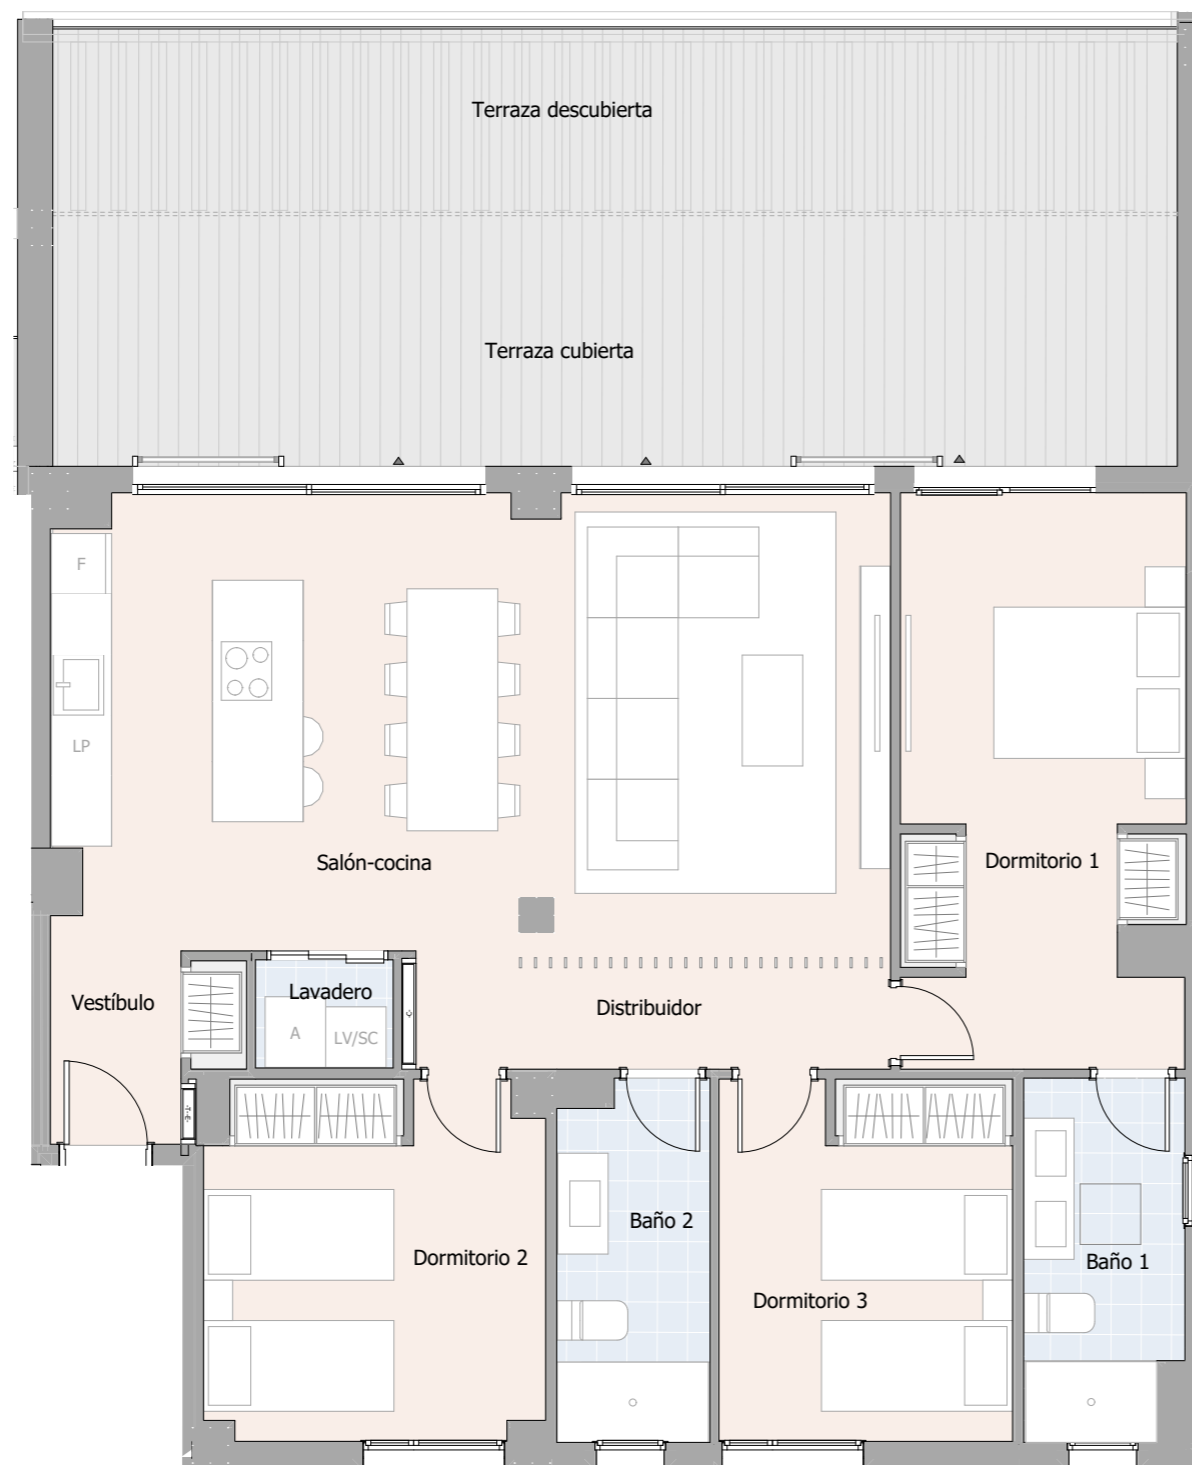 Terraza descubierta
Terraza cubierta
F
LP
Salón-cocina
Dormitorio 1
Vestíbulo
Lavadero
A
LV/SC
Distribuidor
Dormitorio 2
Baño 2
Dormitorio 3
Baño 1